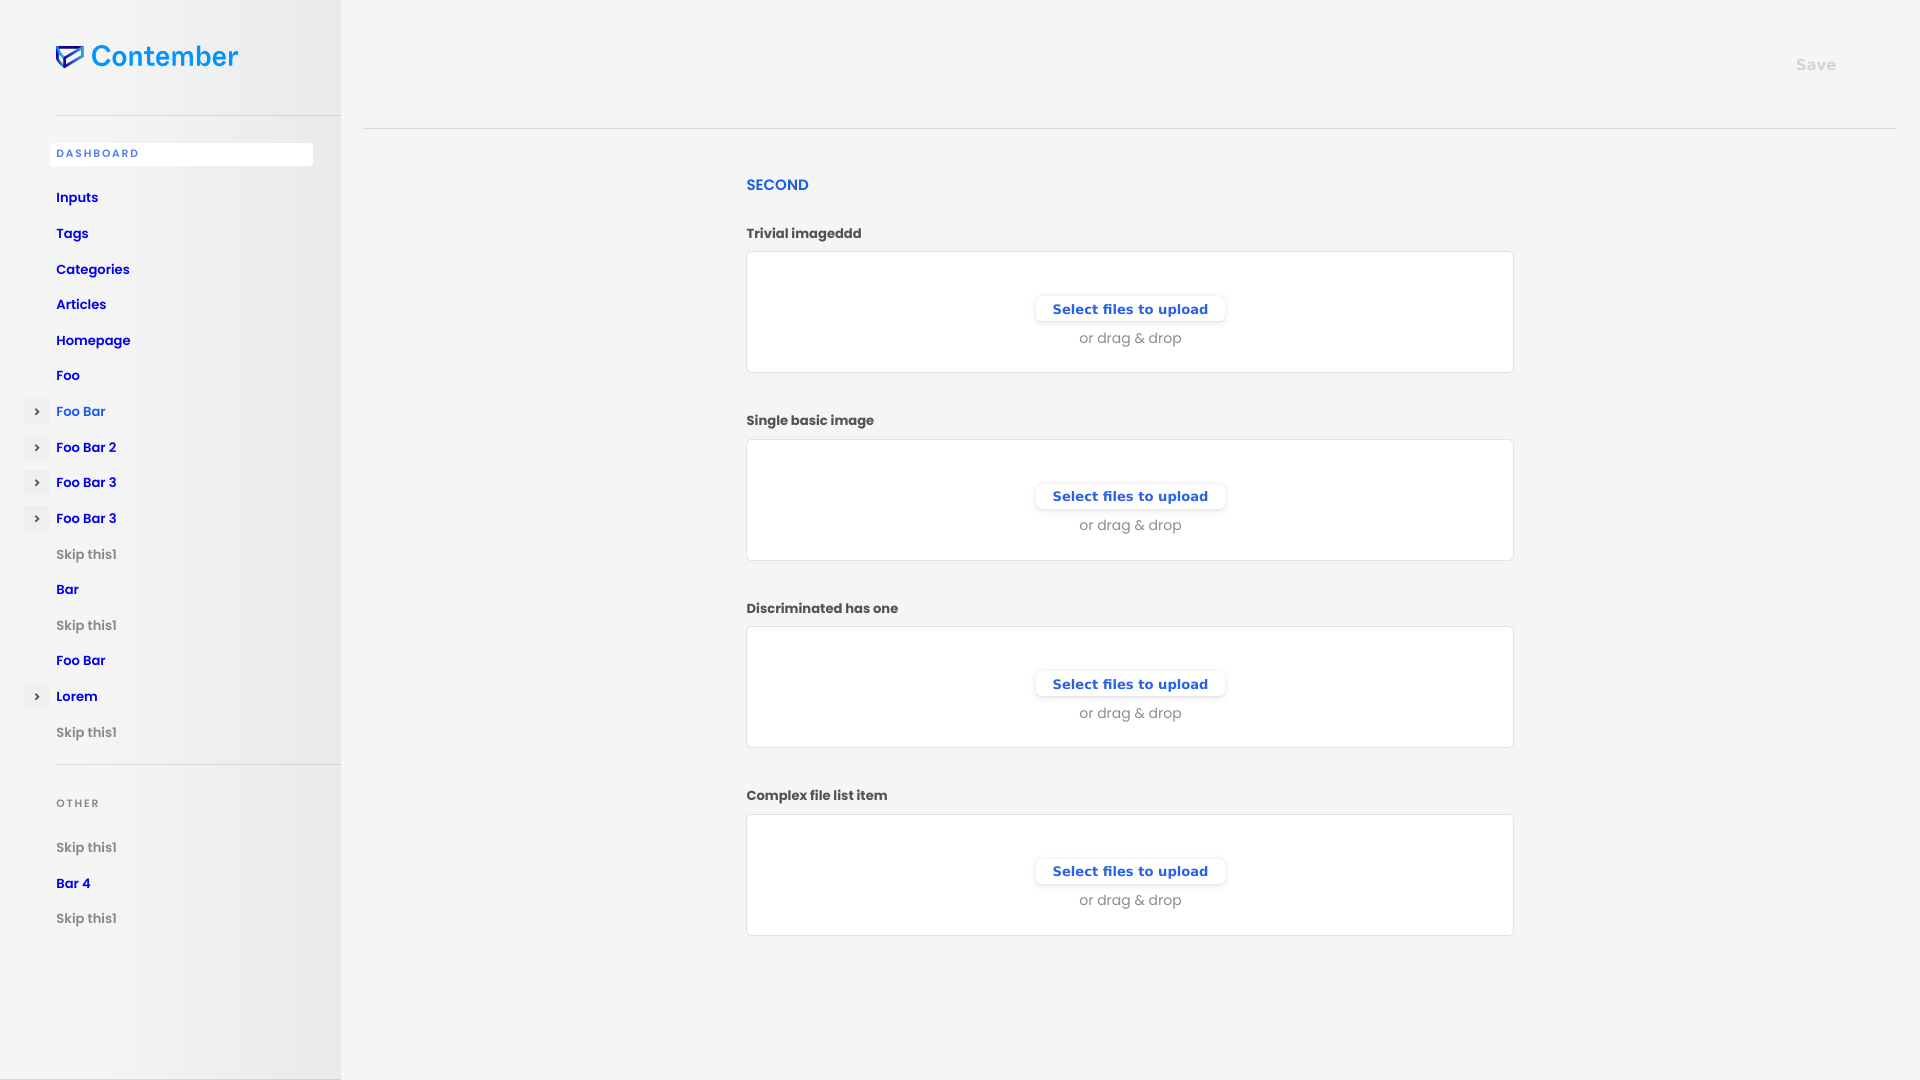 Contember
Save
DASHBOARD
Inputs
Tags
Categories
Articles
Homepage
Foo
Foo Bar
Foo Bar 2
Foo Bar 3
Foo Bar 3
Skip this1
Bar
Skip this1
Foo Bar
Lorem
Skip this1
OTHER
Skip this1
Bar 4
Skip this1
SECOND
Trivial imageddd
Select files to upload
or drag & drop
Single basic image
Select files to upload
or drag & drop
Discriminated has one
Select files to upload
or drag & drop
Complex file list item
Select files to upload
or drag & drop